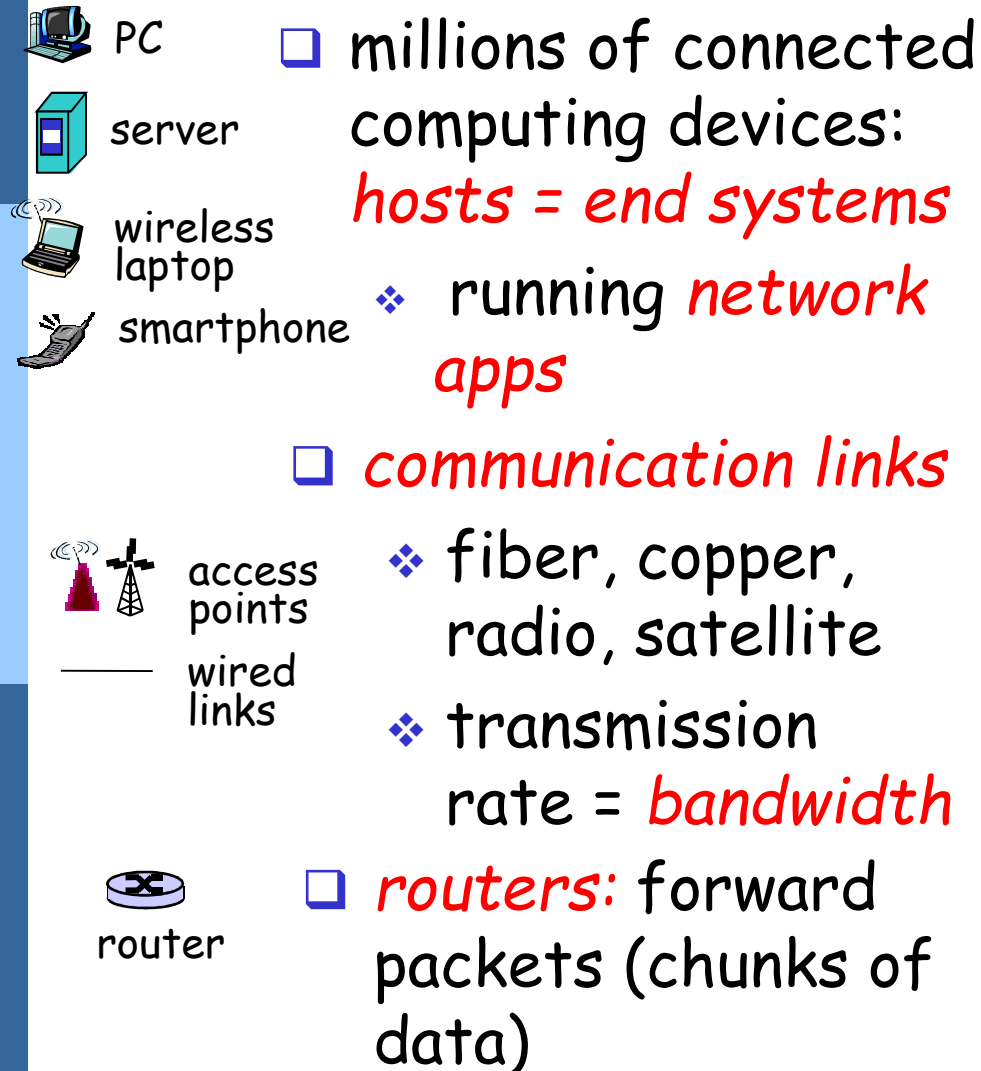 PC
server
wireless
laptop
smartphone
access
points
wired
links
router
millions of connected
computing devices:
hosts = end systems
running network
apps
communication links
fiber, copper,
radio, satellite
transmission
rate = bandwidth
routers: forward
packets (chunks of
data)